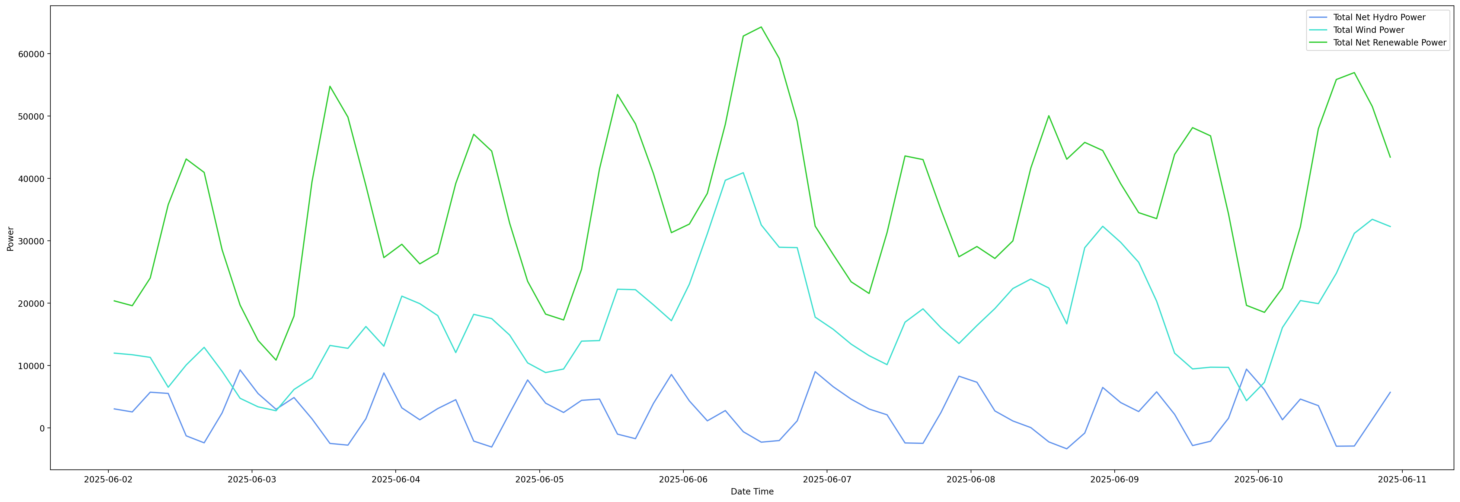 Total Net Hydro Power
Total Wind Power
Total Net Renewable Power
60000
50000
40000
30000
20000
10000
0
Power
2025-06-02 2025-06-03 2025-06-04 2025-06-05 2025-06-06 2025-06-07 2025-06-08 2025-06-09 2025-06-10 2025-06-11
Date Time